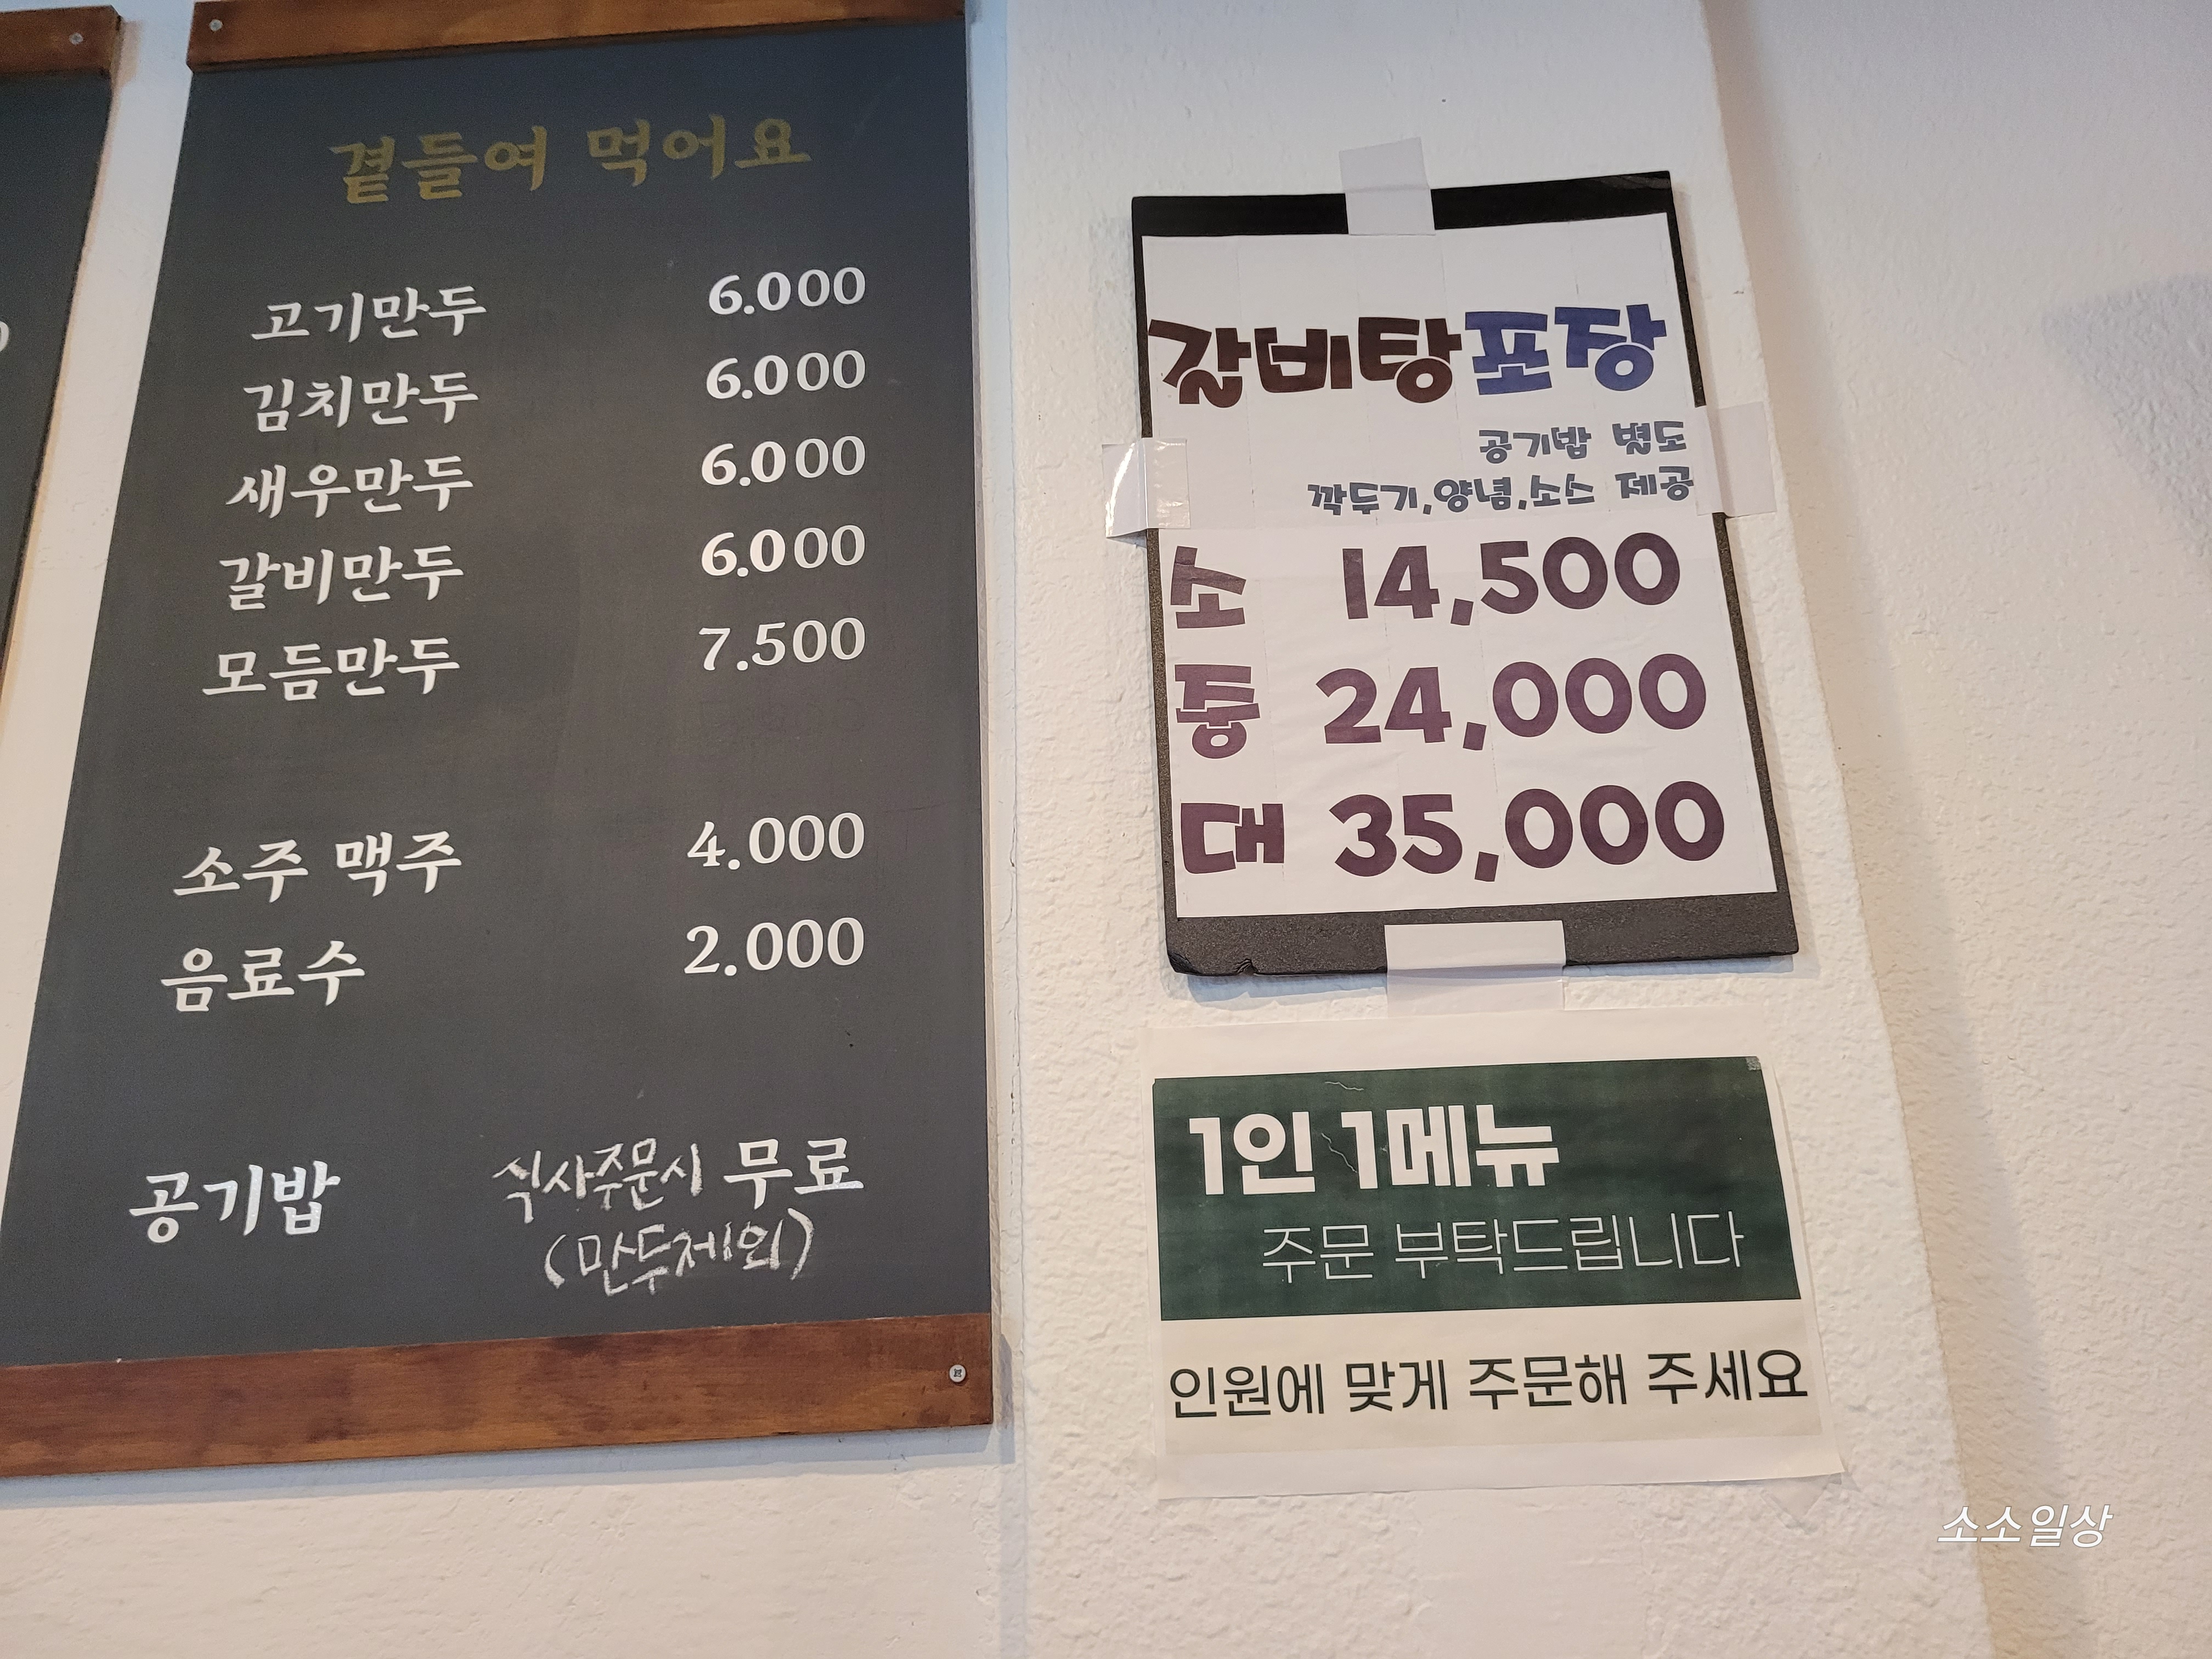 곁들여 먹어요
고기만두 6.000
김치만두 6.000
새우만두 6.000
갈비만두 6.000
모듬만두 7.500
소주 맥주 4.000
음료수 2.000
공기밥 식사주문시 무료
(만두제외)
갈비탕포장
공기밥 별도
깍두기,양념,소스 제공
소 14,500
중 24,000
대 35,000
1인 1메뉴
주문 부탁드립니다
인원에 맞게 주문해 주세요
소소일상